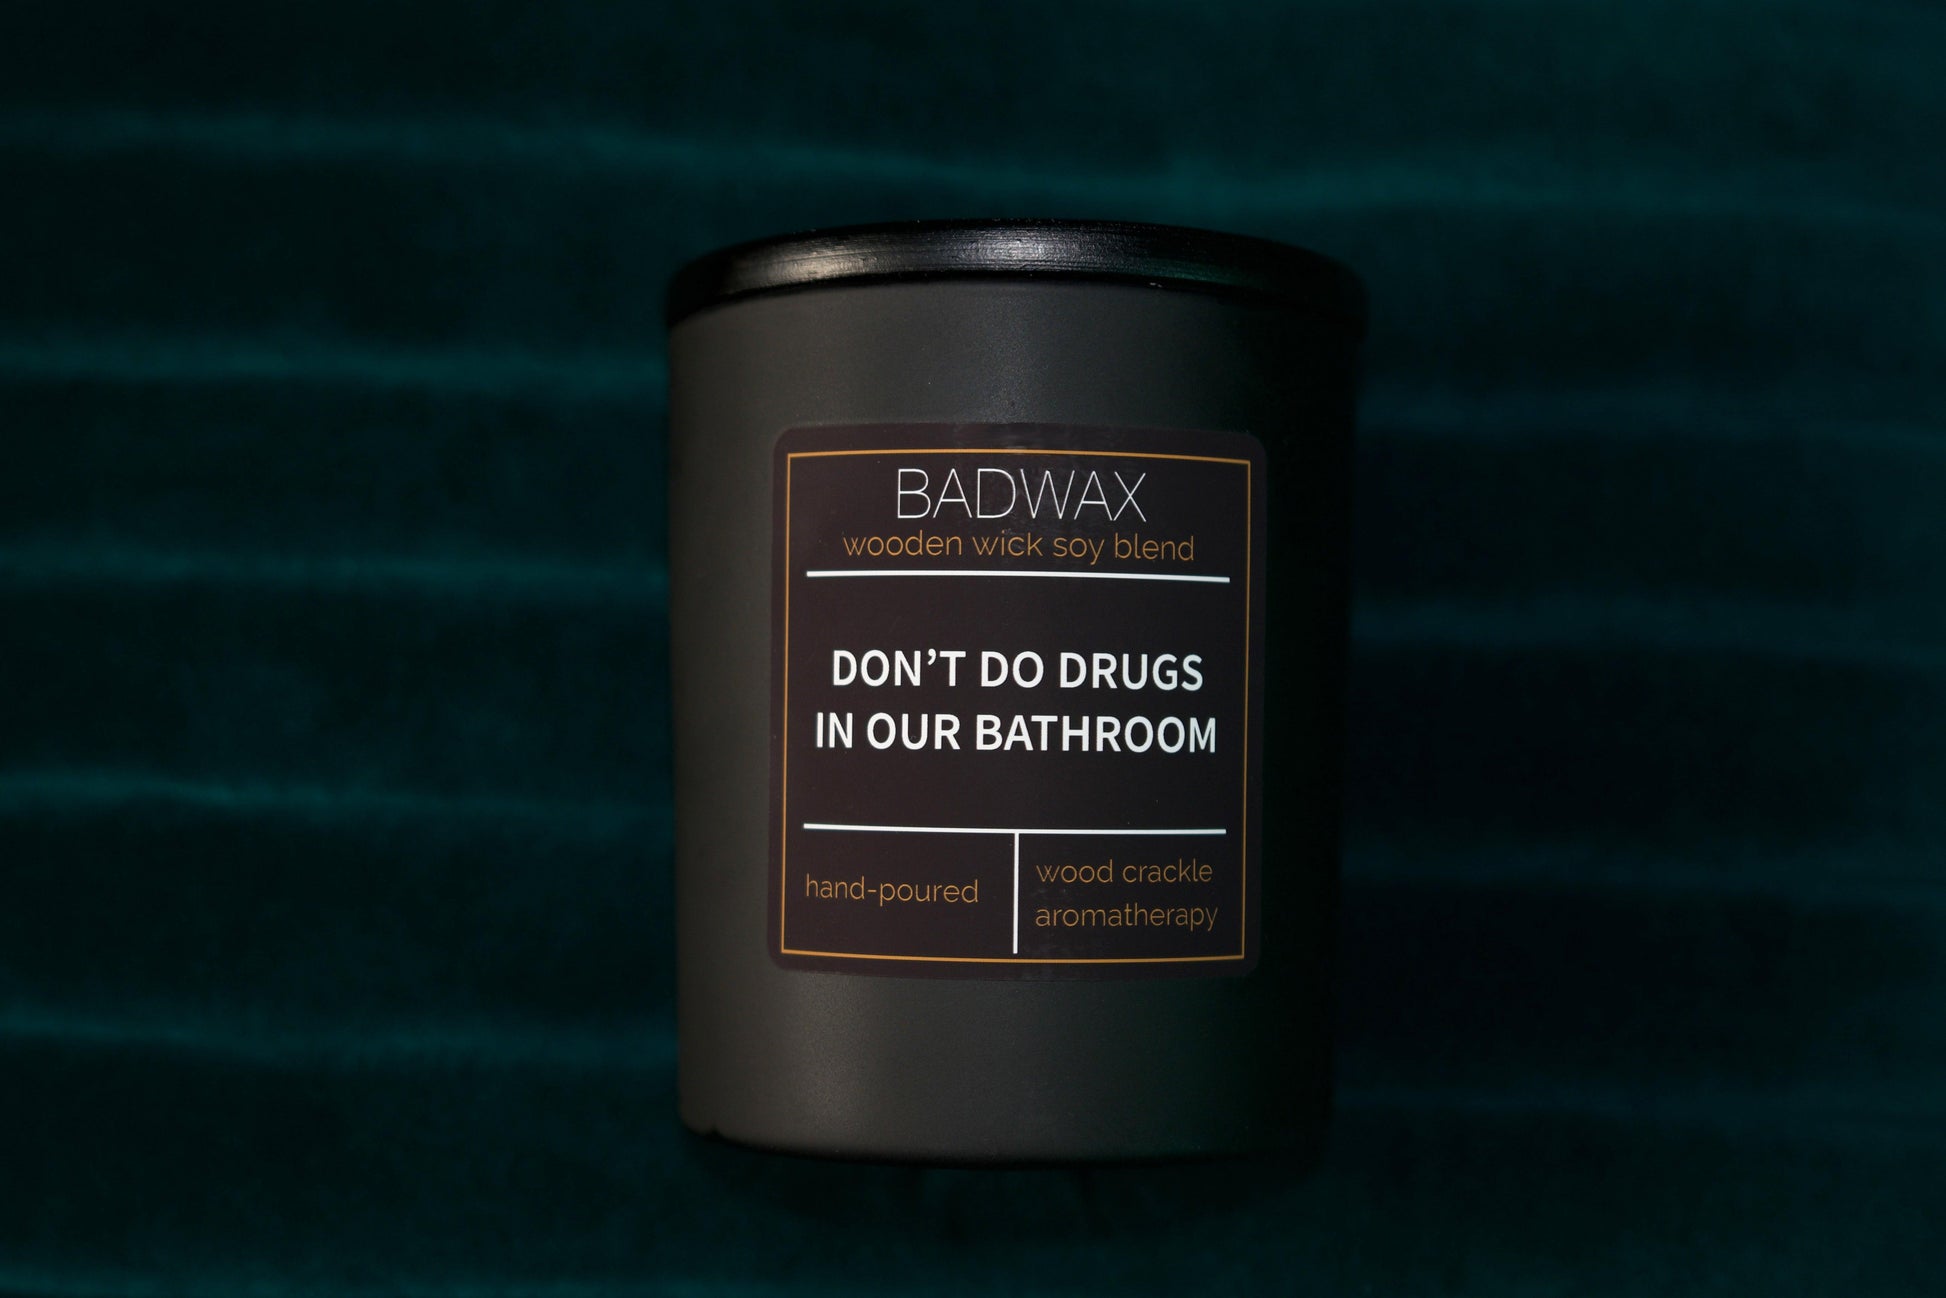 BADWAX
wooden wick soy blend
DON’T DO DRUGS
IN OUR BATHROOM
hand-poured
wood crackle
aromatherapy